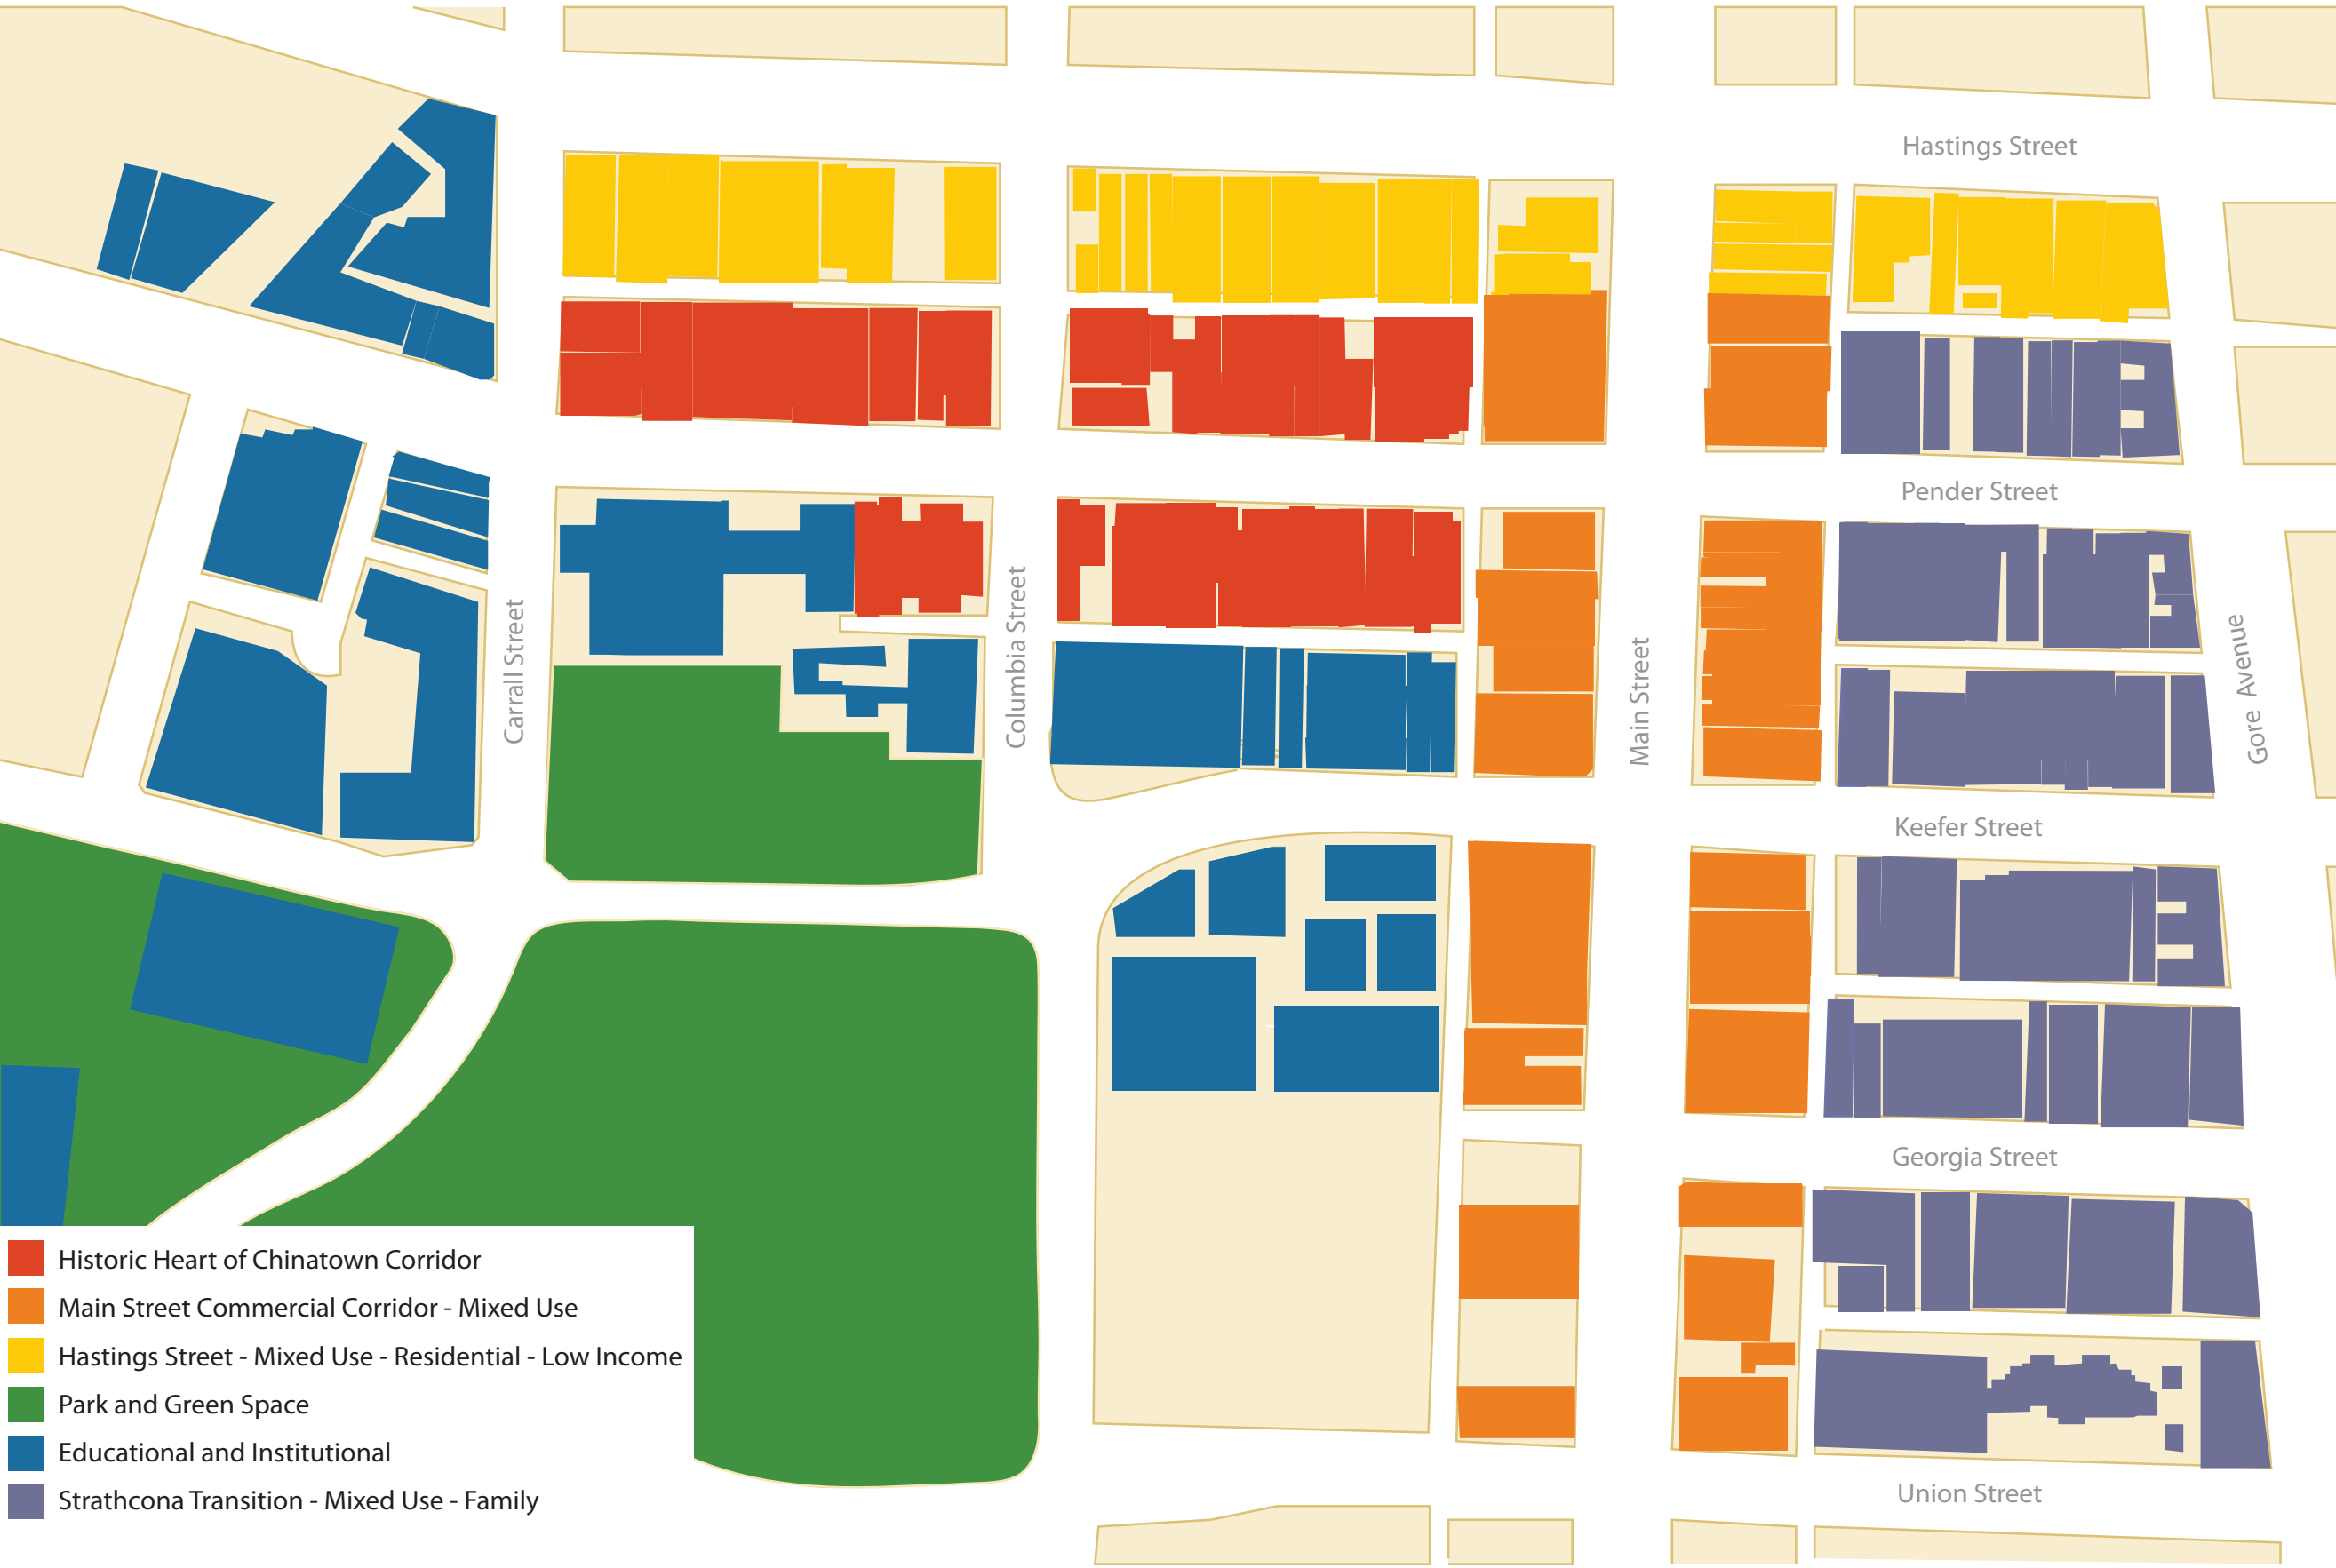 Hastings Street
Pender Street
Carrall Street
Columbia Street
Main Street
Gore Avenue
Keefer Street
Georgia Street
Historic Heart of Chinatown Corridor
Main Street Commercial Corridor - Mixed Use
Hastings Street - Mixed Use - Residential - Low Income
Park and Green Space
Educational and Institutional
Strathcona Transition - Mixed Use - Family
Union Street